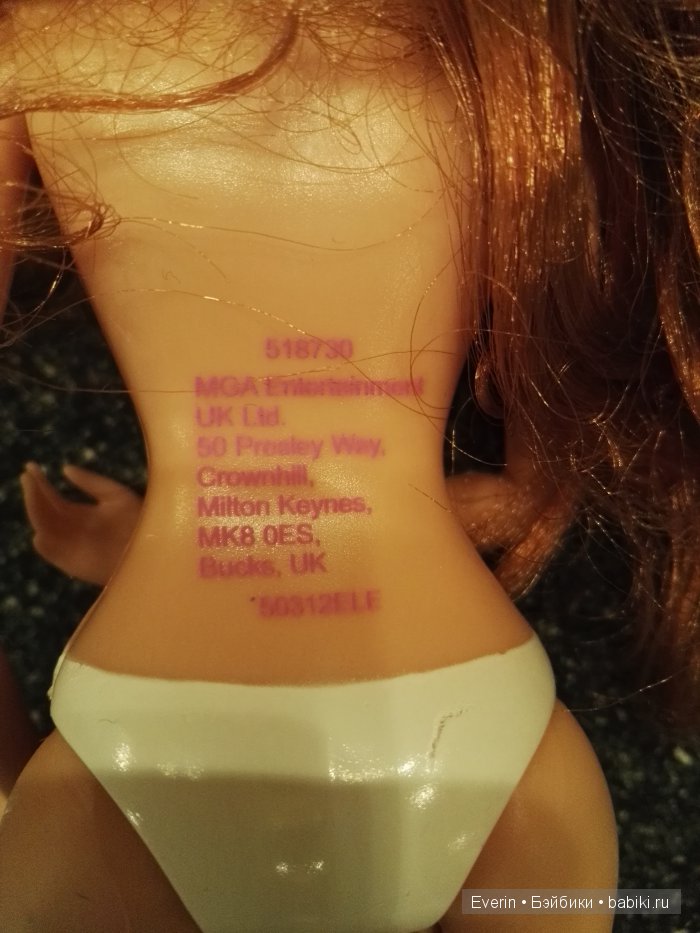 518730
MGA Entertainment
UK Ltd.
50 Presley Way,
Crownhill,
Milton Keynes,
MK8 0ES,
Bucks, UK
50312ELF
Everin • Бэйбики • babiki.ru